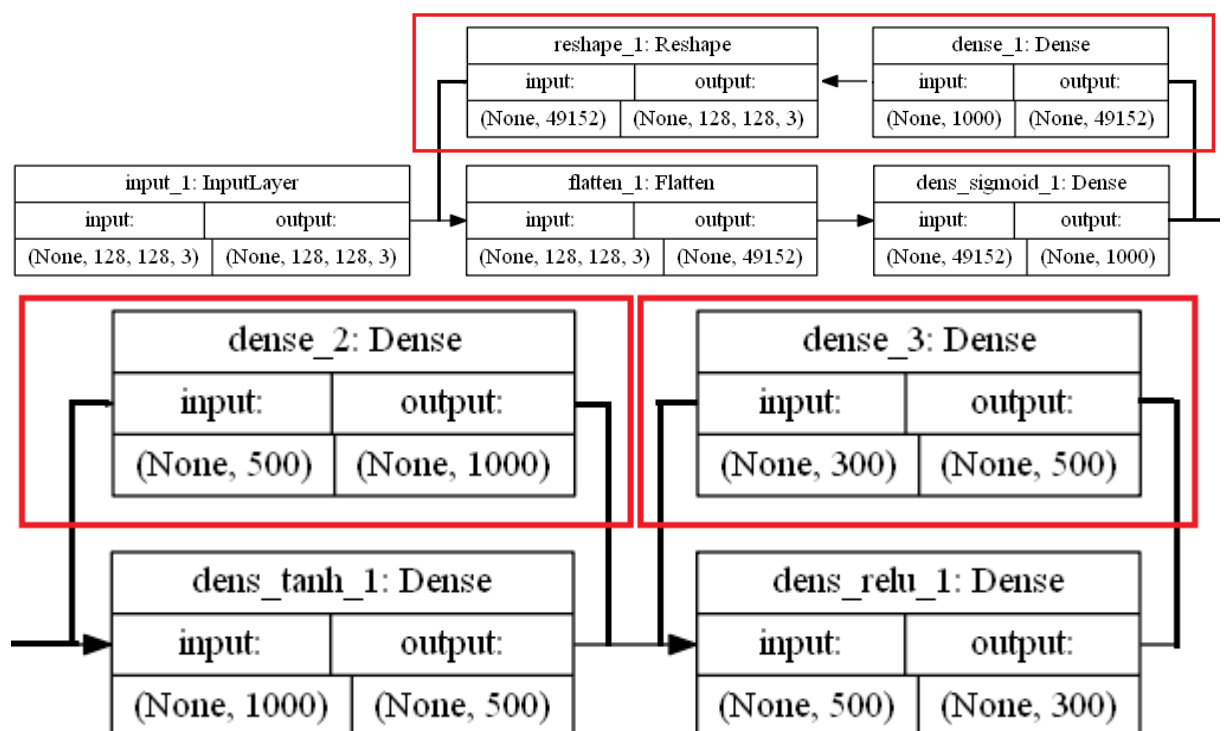 reshape_1: Reshape
input: output:
(None, 49152) (None, 128, 128, 3)
dense_1: Dense
input: output:
(None, 1000) (None, 49152)
input_1: InputLayer
input: output:
(None, 128, 128, 3) (None, 128, 128, 3)
flatten_1: Flatten
input: output:
(None, 128, 128, 3) (None, 49152)
dens_sigmoid_1: Dense
input: output:
(None, 49152) (None, 1000)
dense_2: Dense
input: output:
(None, 500) (None, 1000)
dense_3: Dense
input: output:
(None, 300) (None, 500)
dens_tanh_1: Dense
input: output:
(None, 1000) (None, 500)
dens_relu_1: Dense
input: output:
(None, 500) (None, 300)